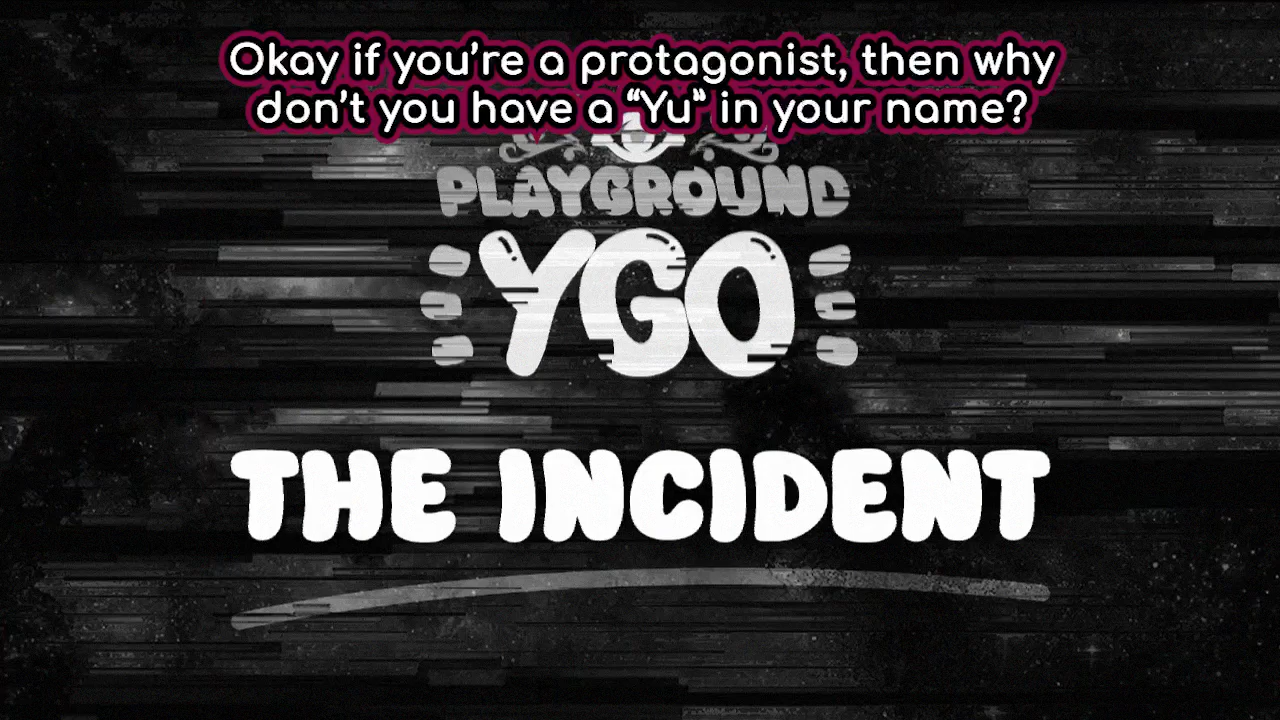 Okay if you’re a protagonist, then why
don’t you have a “Yu” in your name?
PLAYGROUND
YGO
THE INCIDENT